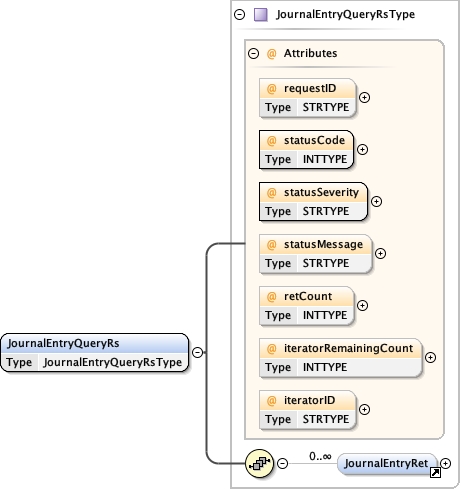 JournalEntryQueryRsType
@ Attributes
@ requestID
Type STRTYPE
@ statusCode
Type INTTYPE
@ statusSeverity
Type STRTYPE
@ statusMessage
Type STRTYPE
@ retCount
Type INTTYPE
@ iteratorRemainingCount
Type INTTYPE
@ iteratorID
Type STRTYPE
JournalEntryQueryRs
Type JournalEntryQueryRsType
0..∞
JournalEntryRet